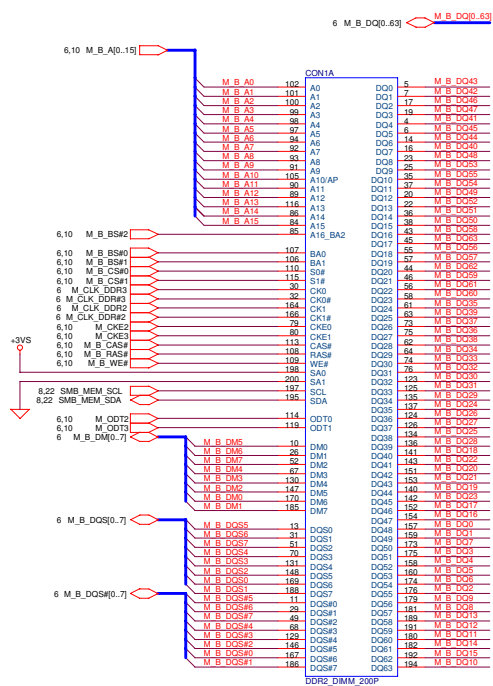 6 M_B_DQ[0..63]
M_B_DQ[0..63]
6,10 M_B_A[0..15]
CON1A
M_B_A0 102 A0 DQ0 5 M_B_DQ43
M_B_A1 101 A1 DQ1 7 M_B_DQ42
M_B_A2 100 A2 DQ2 17 M_B_DQ46
M_B_A3 99 A3 DQ3 19 M_B_DQ47
M_B_A4 98 A4 DQ4 4 M_B_DQ41
M_B_A5 97 A5 DQ5 6 M_B_DQ45
M_B_A6 94 A6 DQ6 14 M_B_DQ44
M_B_A7 92 A7 DQ7 16 M_B_DQ40
M_B_A8 93 A8 DQ8 23 M_B_DQ48
M_B_A9 91 A9 DQ9 25 M_B_DQ53
M_B_A10 105 A10/AP DQ10 35 M_B_DQ55
M_B_A11 90 A11 DQ11 37 M_B_DQ54
M_B_A12 89 A12 DQ12 20 M_B_DQ49
M_B_A13 116 A13 DQ13 22 M_B_DQ52
M_B_A14 86 A14 DQ14 36 M_B_DQ51
M_B_A15 84 A15 DQ15 38 M_B_DQ50
6,10 M_B_BS#2 85 A16_BA2 DQ16 43 M_B_DQ58
DQ17 45 M_B_DQ63
6,10 M_B_BS#0 107 BA0 DQ18 55 M_B_DQ56
6,10 M_B_BS#1 106 BA1 DQ19 57 M_B_DQ57
6,10 M_B_CS#0 110 S0# DQ20 44 M_B_DQ62
6,10 M_B_CS#1 115 S1# DQ21 46 M_B_DQ59
6 M_CLK_DDR3 30 CK0 DQ22 56 M_B_DQ61
6 M_CLK_DDR#3 32 CK0# DQ23 58 M_B_DQ60
6 M_CLK_DDR2 164 CK1 DQ24 61 M_B_DQ35
6 M_CLK_DDR#2 166 CK1# DQ25 63 M_B_DQ39
6,10 M_CKE2 79 CKE0 DQ26 73 M_B_DQ37
6,10 M_CKE3 80 CKE1 DQ27 75 M_B_DQ36
6,10 M_B_CAS# 113 CAS# DQ28 62 M_B_DQ38
6,10 M_B_RAS# 108 RAS# DQ29 64 M_B_DQ34
6,10 M_B_WE# 109 WE# DQ30 74 M_B_DQ33
+3VS 198 SA0 DQ31 76 M_B_DQ32
200 SA1 DQ32 123 M_B_DQ30
8,22 SMB_MEM_SCL 197 SCL DQ33 125 M_B_DQ31
8,22 SMB_MEM_SDA 195 SDA DQ34 135 M_B_DQ27
DQ35 137 M_B_DQ29
6,10 M_ODT2 114 ODT0 DQ36 124 M_B_DQ24
6,10 M_ODT3 119 ODT1 DQ37 126 M_B_DQ26
6 M_B_DM[0..7] DQ38 134 M_B_DQ25
M_B_DM5 10 DM0 DQ39 136 M_B_DQ28
M_B_DM6 26 DM1 DQ40 141 M_B_DQ18
M_B_DM7 52 DM2 DQ41 143 M_B_DQ22
M_B_DM4 67 DM3 DQ42 151 M_B_DQ20
M_B_DM3 130 DM4 DQ43 153 M_B_DQ21
M_B_DM2 147 DM5 DQ44 140 M_B_DQ19
M_B_DM0 170 DM6 DQ45 142 M_B_DQ23
M_B_DM1 185 DM7 DQ46 152 M_B_DQ17
DQ47 154 M_B_DQ16
6 M_B_DQS[0..7] M_B_DQS5 13 DQS0 DQ48 157 M_B_DQ0
M_B_DQS6 31 DQS1 DQ49 159 M_B_DQ1
M_B_DQS7 51 DQS2 DQ50 173 M_B_DQ7
M_B_DQS4 70 DQS3 DQ51 175 M_B_DQ3
M_B_DQS3 131 DQS4 DQ52 158 M_B_DQ4
M_B_DQS2 148 DQS5 DQ53 160 M_B_DQ5
M_B_DQS0 169 DQS6 DQ54 174 M_B_DQ6
6 M_B_DQS#[0..7] M_B_DQS1 188 DQS7 DQ55 176 M_B_DQ2
M_B_DQS#5 11 DQS#0 DQ56 179 M_B_DQ9
M_B_DQS#6 29 DQS#1 DQ57 181 M_B_DQ8
M_B_DQS#7 49 DQS#2 DQ58 189 M_B_DQ13
M_B_DQS#4 68 DQS#3 DQ59 191 M_B_DQ12
M_B_DQS#3 129 DQS#4 DQ60 180 M_B_DQ11
M_B_DQS#2 146 DQS#5 DQ61 182 M_B_DQ14
M_B_DQS#0 167 DQS#6 DQ62 192 M_B_DQ15
M_B_DQS#1 186 DQS#7 DQ63 194 M_B_DQ10
DDR2_DIMM_200P